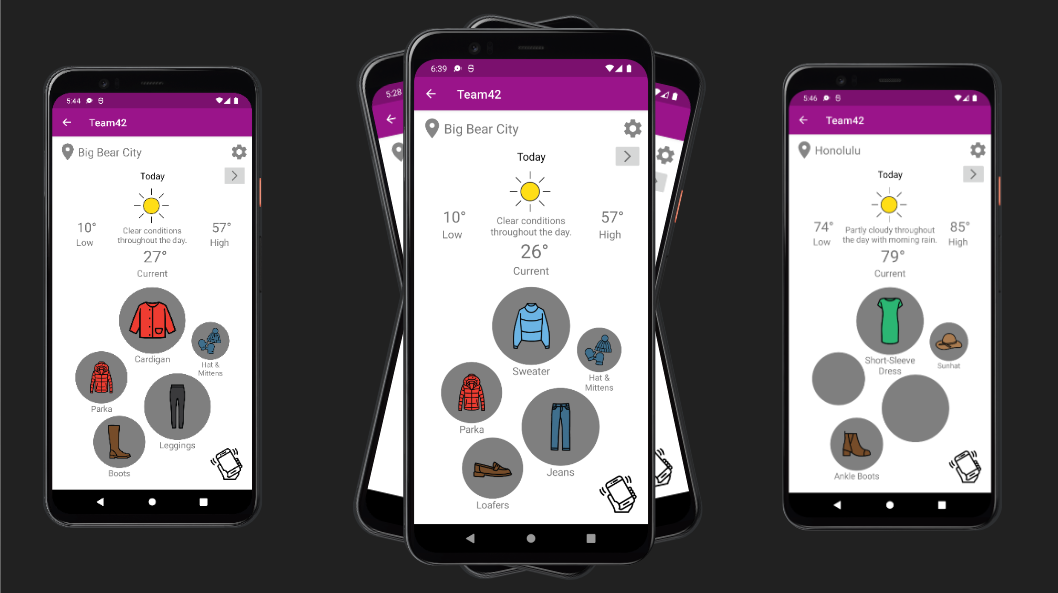 5:44
Team42
Big Bear City
Today
10°
Low
Clear conditions
throughout the day.
57°
High
27°
Current
Cardigan
Hat &
Mittens
Parka
Leggings
Boots
5:28
6:39
Team42
Big Bear City
Today
10°
Low
Clear conditions
throughout the day.
57°
High
26°
Current
Sweater
Hat &
Mittens
Parka
Jeans
Loafers
5:46
Team42
Honolulu
Today
74°
Low
Partly cloudy throughout
the day with morning rain.
85°
High
79°
Current
Short-Sleeve
Dress
Sunhat
Ankle Boots